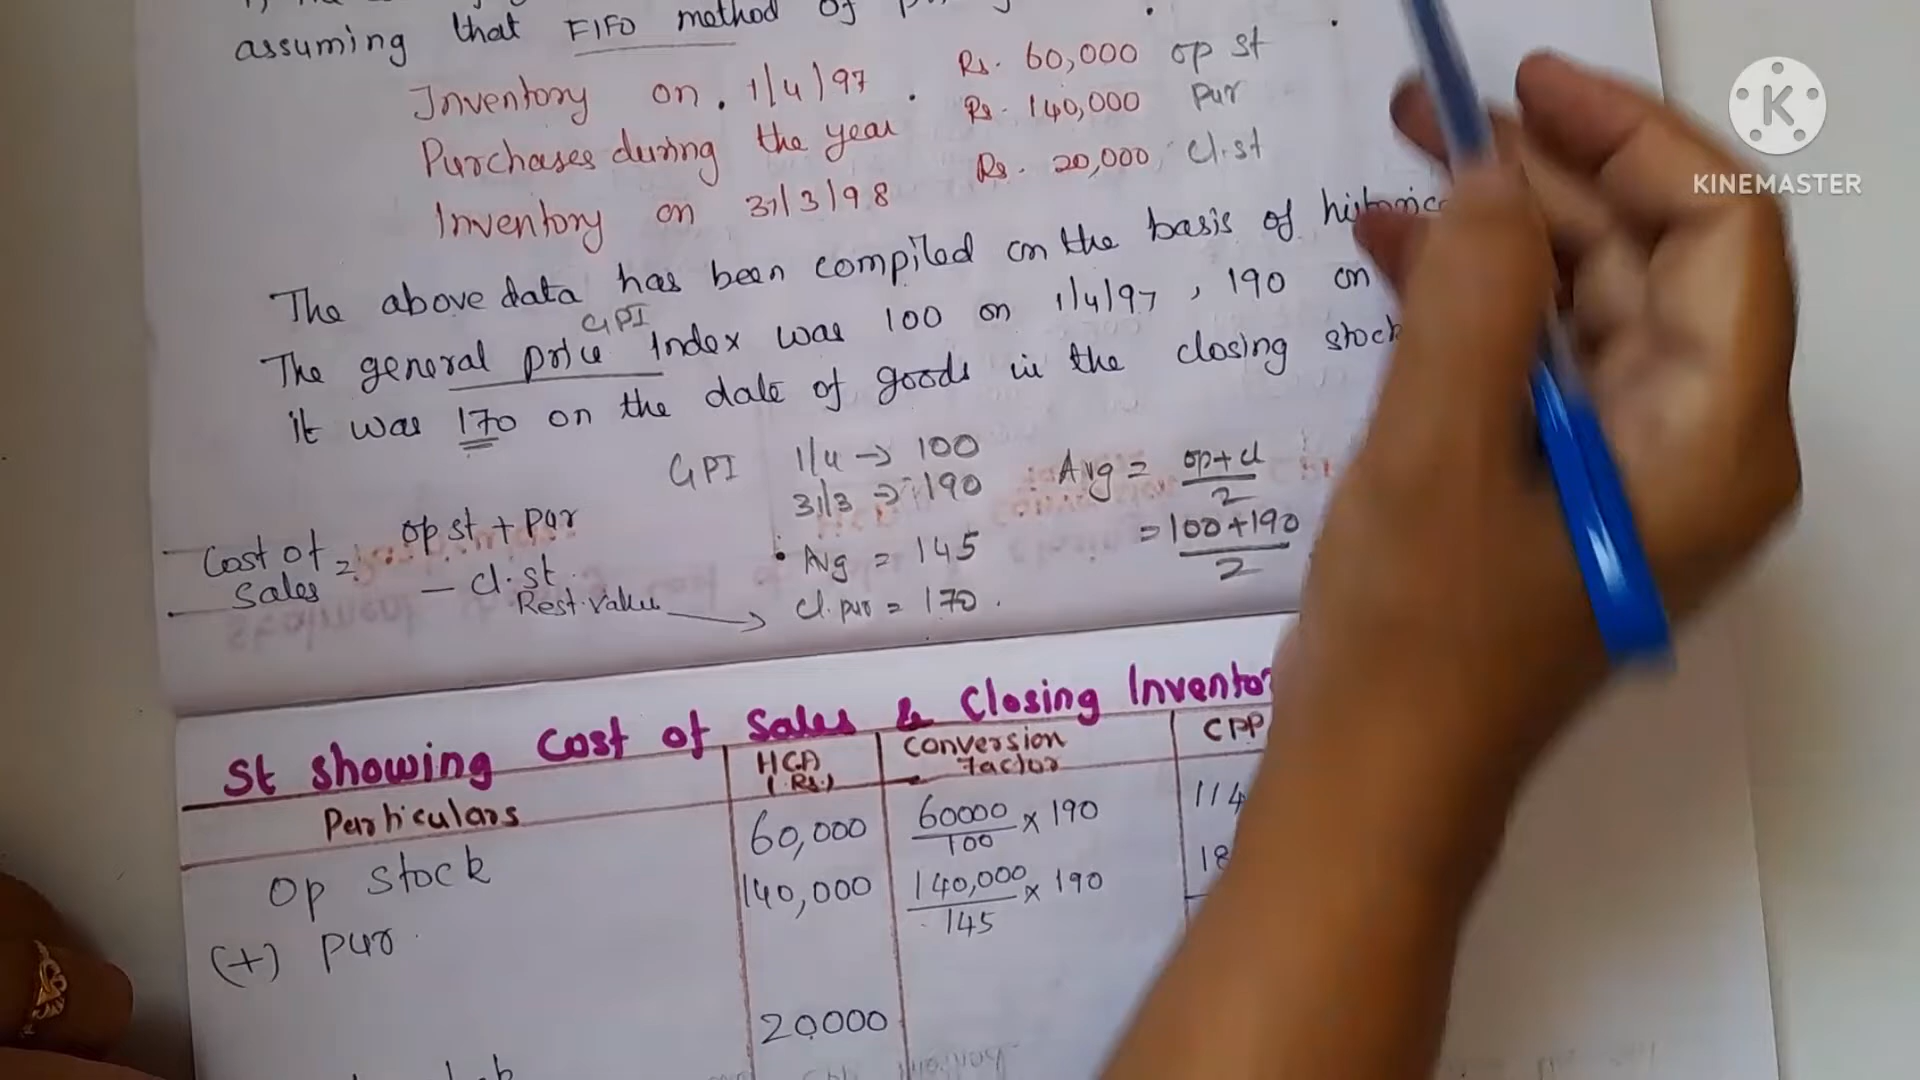 assuming that FIFO method of
Inventory on 1/4/97 Rs. 60,000 op st
Purchases during the year Rs. 140,000 pur
Inventory on 31/3/98 Rs. 20,000 cl.st
KINEMASTER
The above data has been compiled on the basis of
GPI
The general price Index was 100 on 1/4/97, 190 on
it was 170 on the date of goods in the closing stock
GPI 1/4 → 100
31/3 → 190
Avg = 145
cl. pur = 170.
Avg = op+cl / 2
= 100+190 / 2
Cost of Sales = op st + pur
- cl. st
Rest. value →
St showing Cost of Sales & Closing
Particulars HCA (Rs.) Conversion factor CPP
Op stock 60,000 60000/100 × 190
(+) pur 140,000 140,000/145 × 190
20000